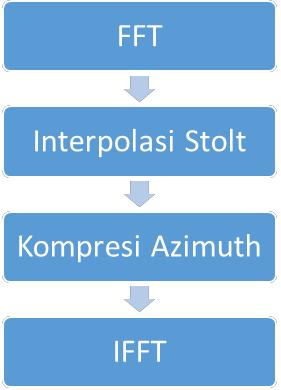 FFT
Interpolasi Stolt
Kompresi Azimuth
IFFT